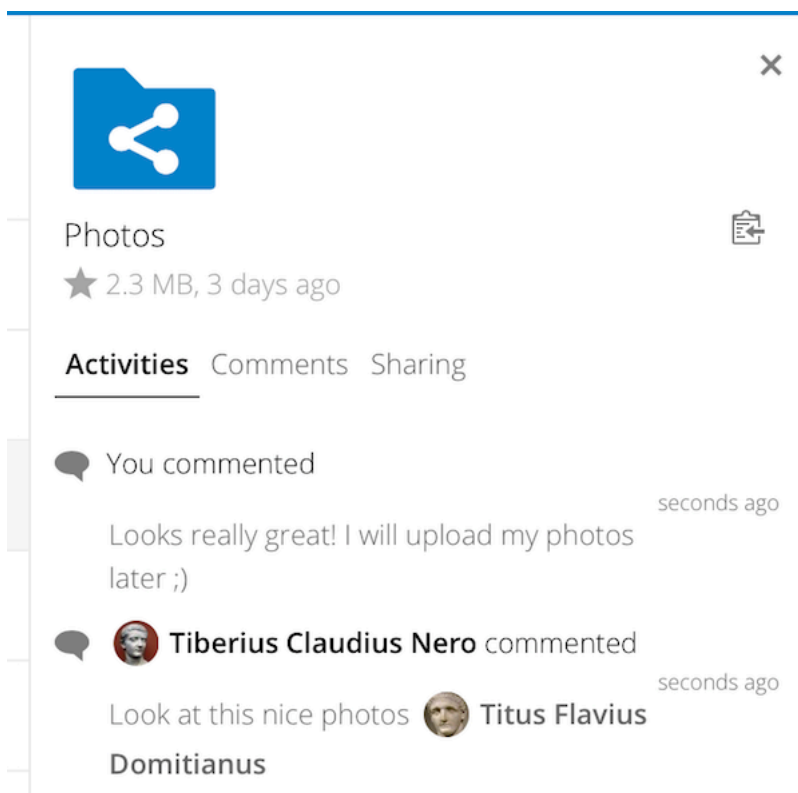 Photos
2.3 MB, 3 days ago
Activities Comments Sharing
You commented
seconds ago
Looks really great! I will upload my photos
later ;)
Tiberius Claudius Nero commented
seconds ago
Look at this nice photos Titus Flavius
Domitianus